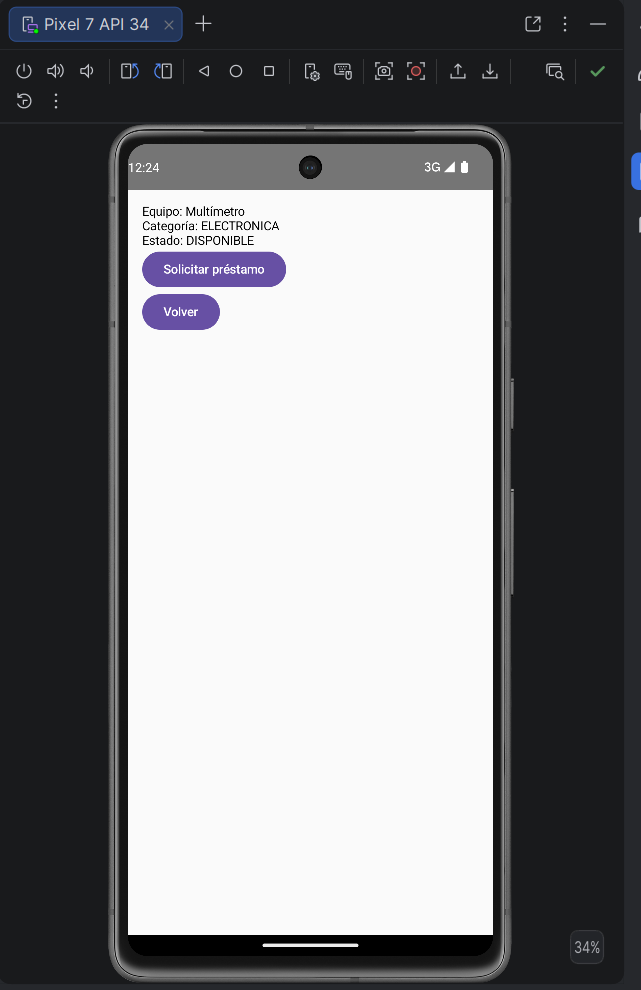 Pixel 7 API 34
12:24
3G
Equipo: Multímetro
Categoría: ELECTRONICA
Estado: DISPONIBLE
Solicitar préstamo
Volver
34%